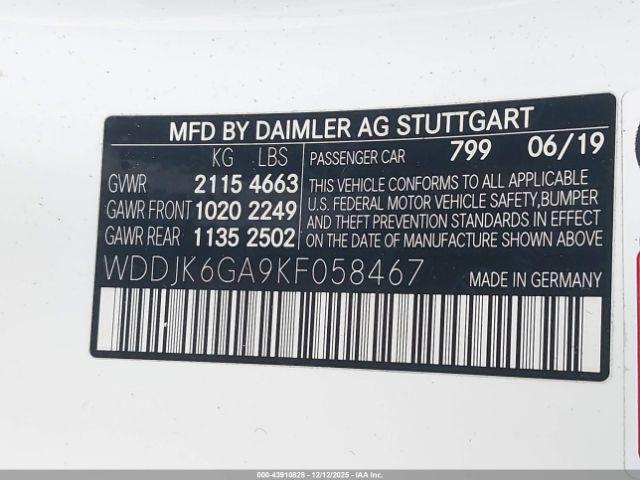 MFD BY DAIMLER AG STUTTGART
KG LBS
GVWR 2115 4663
GAWR FRONT 1020 2249
GAWR REAR 1135 2502
PASSENGER CAR 799 06/19
THIS VEHICLE CONFORMS TO ALL APPLICABLE
U.S. FEDERAL MOTOR VEHICLE SAFETY,BUMPER
AND THEFT PREVENTION STANDARDS IN EFFECT
ON THE DATE OF MANUFACTURE SHOWN ABOVE
WDDJK6GA9KF058467 MADE IN GERMANY
000-43910828 - 12/12/2025 - IAAI.COM